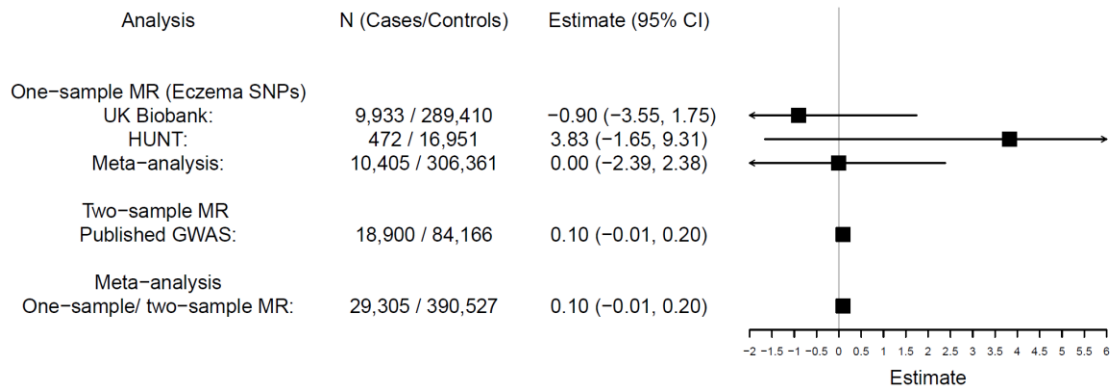 Analysis N (Cases/Controls) Estimate (95% CI)
One−sample MR (Eczema SNPs)
UK Biobank: 9,933 / 289,410 −0.90 (−3.55, 1.75)
HUNT: 472 / 16,951 3.83 (−1.65, 9.31)
Meta−analysis: 10,405 / 306,361 0.00 (−2.39, 2.38)
Two−sample MR
Published GWAS: 18,900 / 84,166 0.10 (−0.01, 0.20)
Meta−analysis
One−sample/ two−sample MR: 29,305 / 390,527 0.10 (−0.01, 0.20)
−2 −1 −0.5 0 0.5 1 1.5 2 2.5 3 3.5 4 4.5 5 5.5 6
Estimate